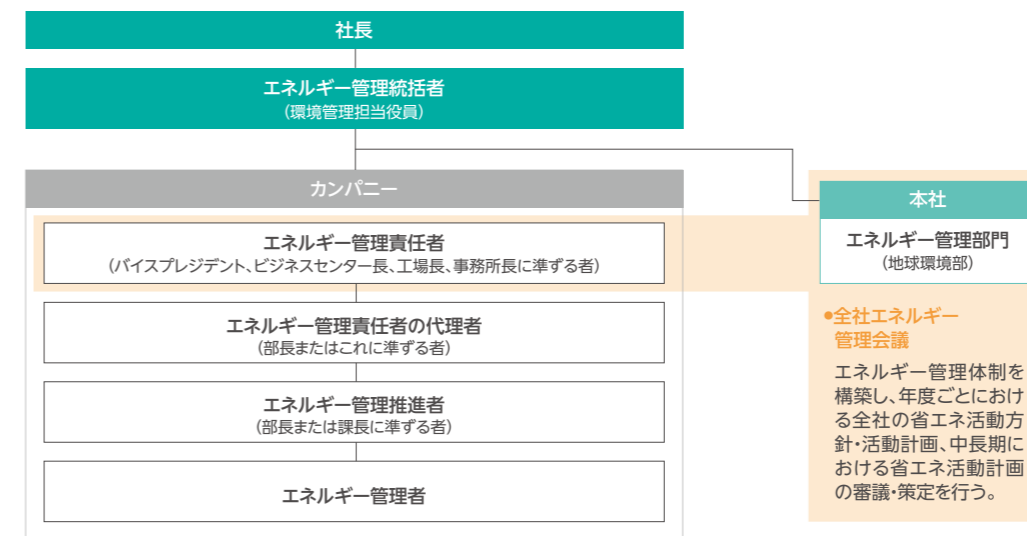 社長
エネルギー管理統括者
(環境管理担当役員)
カンパニー
エネルギー管理責任者
(バイスプレジデント、ビジネスセンター長、工場長、事務所長に準ずる者)
エネルギー管理責任者の代理者
(部長またはこれに準ずる者)
エネルギー管理推進者
(部長または課長に準ずる者)
エネルギー管理者
本社
エネルギー管理部門
(地球環境部)
●全社エネルギー
管理会議
エネルギー管理体制を
構築し、年度ごとにおけ
る全社の省エネ活動方
針・活動計画、中長期に
おける省エネ活動計画
の審議・策定を行う。